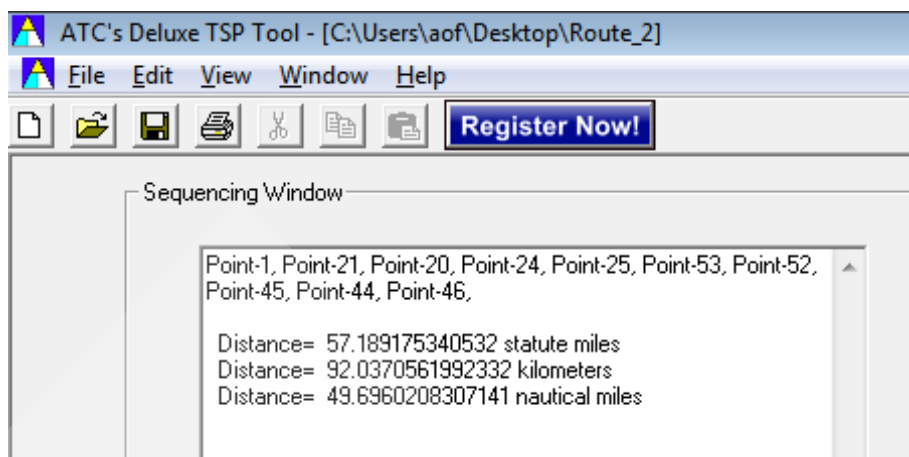 ATC's Deluxe TSP Tool - [C:\Users\aof\Desktop\Route_2]
File Edit View Window Help
Register Now!
Sequencing Window
Point-1, Point-21, Point-20, Point-24, Point-25, Point-53, Point-52,
Point-45, Point-44, Point-46,
Distance= 57.189175340532 statute miles
Distance= 92.0370561992332 kilometers
Distance= 49.6960208307141 nautical miles